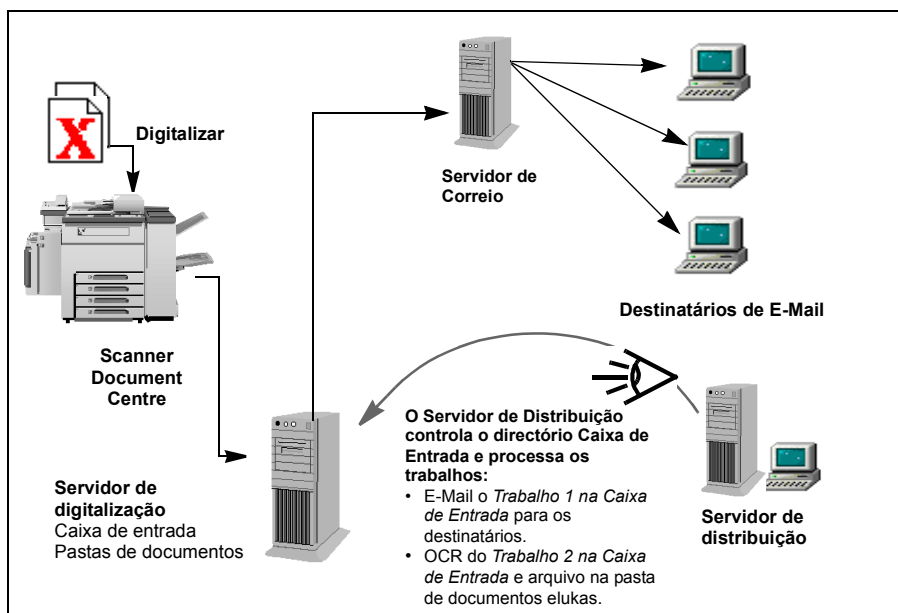 X
Digitalizar
Scanner
Document
Centre
Servidor de
digitalização
Caixa de entrada
Pastas de documentos
Servidor de
Correio
Destinatários de E-Mail
O Servidor de Distribuição
controla o directório Caixa de
Entrada e processa os
trabalhos:
• E-Mail o Trabalho 1 na Caixa
de Entrada para os
destinatários.
• OCR do Trabalho 2 na Caixa
de Entrada e arquivo na pasta
de documentos elukas.
Servidor de
distribuição